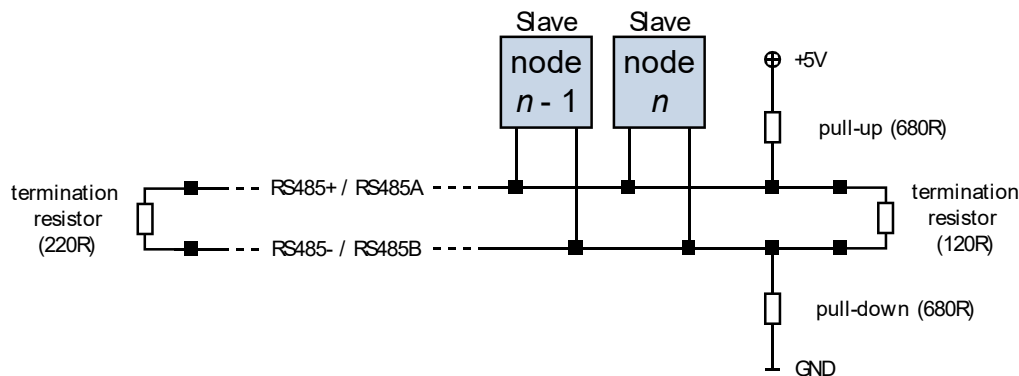 Slave
Slave
node
n - 1
node
n
+5V
pull-up (680R)
termination
resistor
(220R)
RS485+ / RS485A
RS485- / RS485B
termination
resistor
(120R)
pull-down (680R)
GND